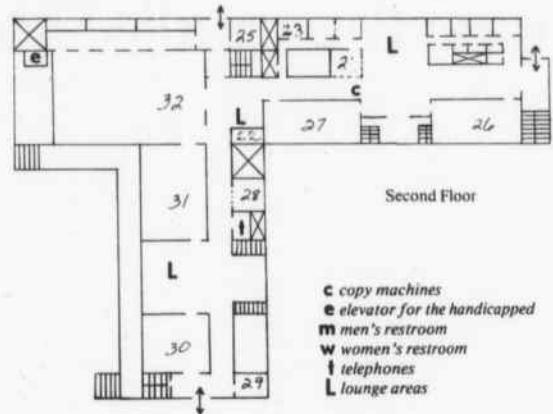 25
23
L
2
e
32
c
L
22
27
26
31
28
Second Floor
t
L
c copy machines
e elevator for the handicapped
m men's restroom
w women's restroom
t telephones
L lounge areas
30
29